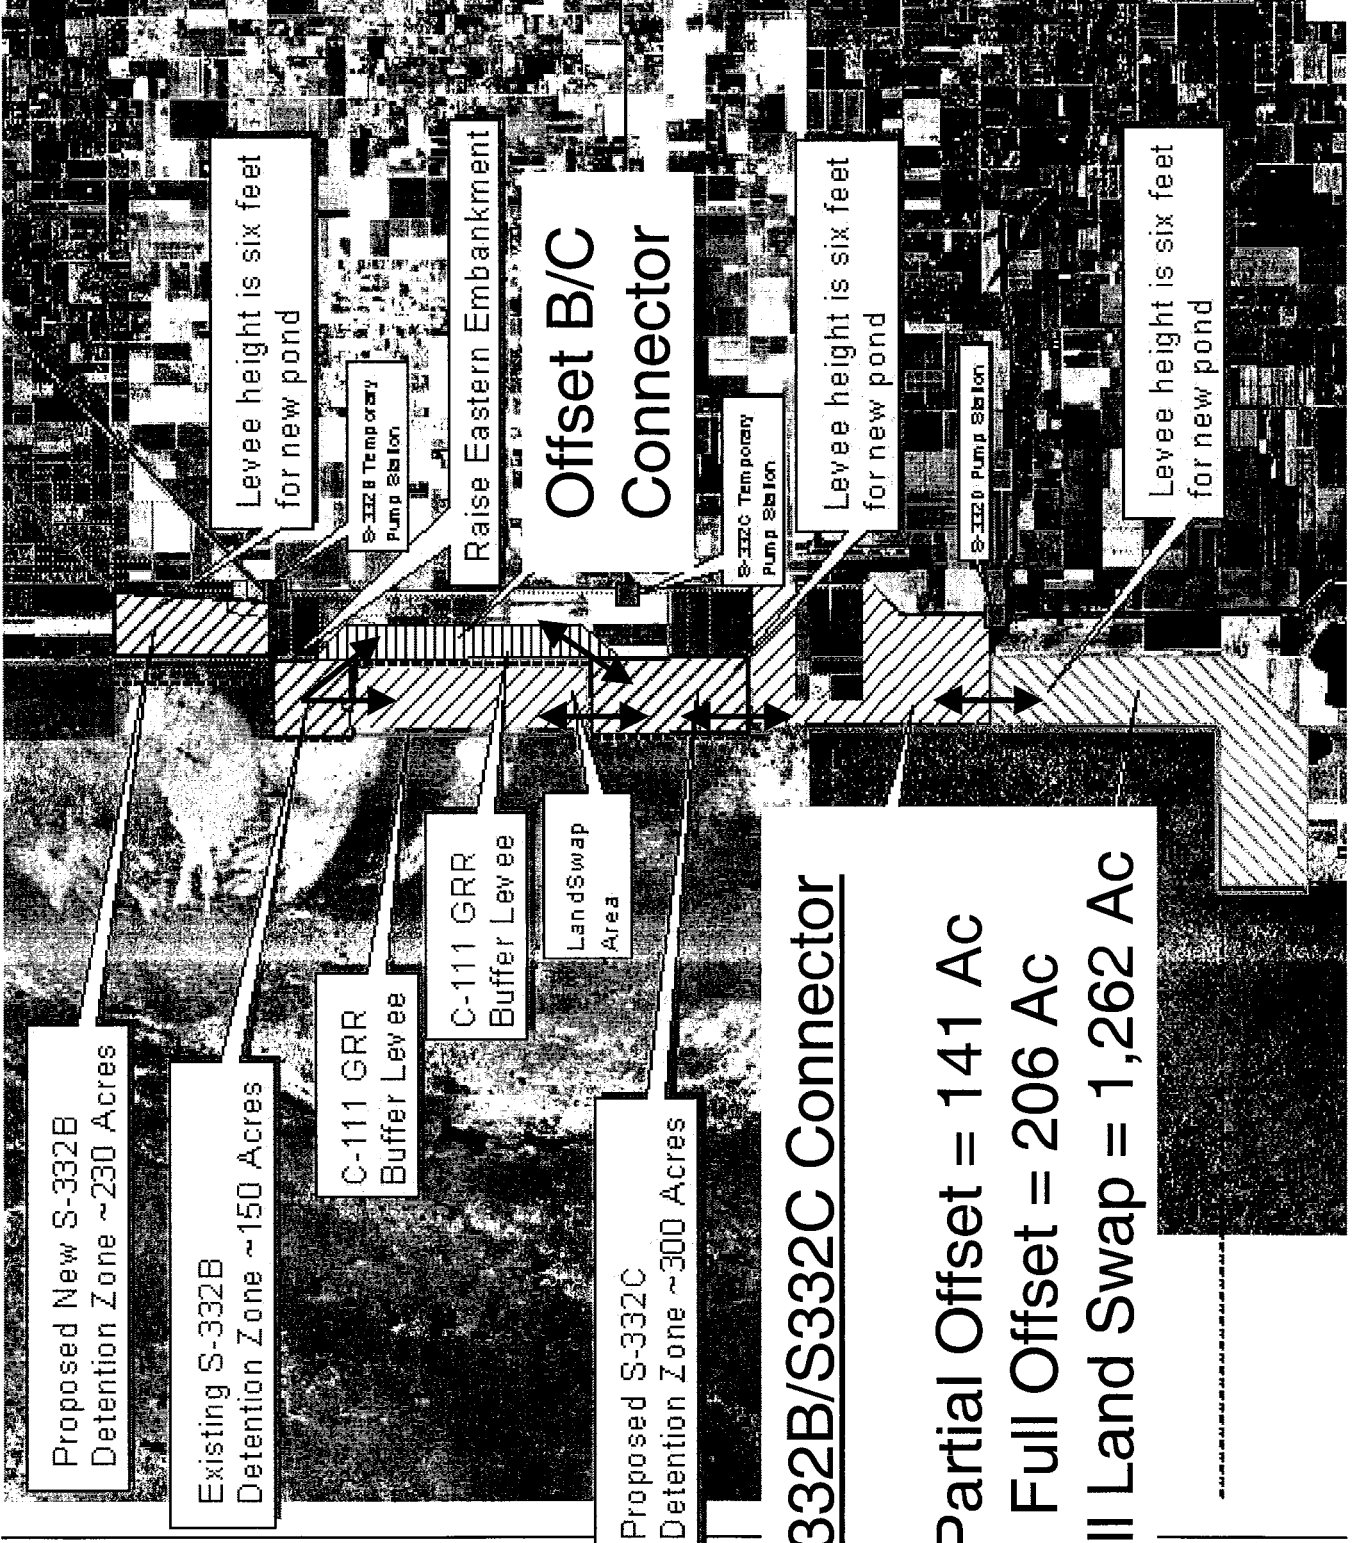 Proposed New S-332B
Detention Zone ~230 Acres
Existing S-332B
Detention Zone ~150 Acres
C-111 GRR
Buffer Levee
C-111 GRR
Buffer Levee
LandSwap
Area
Proposed S-332C
Detention Zone ~300 Acres
332B/S332C Connector
Partial Offset = 141 Ac
Full Offset = 206 Ac
ll Land Swap = 1,262 Ac
Levee height is six feet
for new pond
S-332B Temporary
Pump Station
Raise Eastern Embankment
Offset B/C
Connector
S-332C Temporary
Pump Station
Levee height is six feet
for new pond
S-332D Pump Station
Levee height is six feet
for new pond